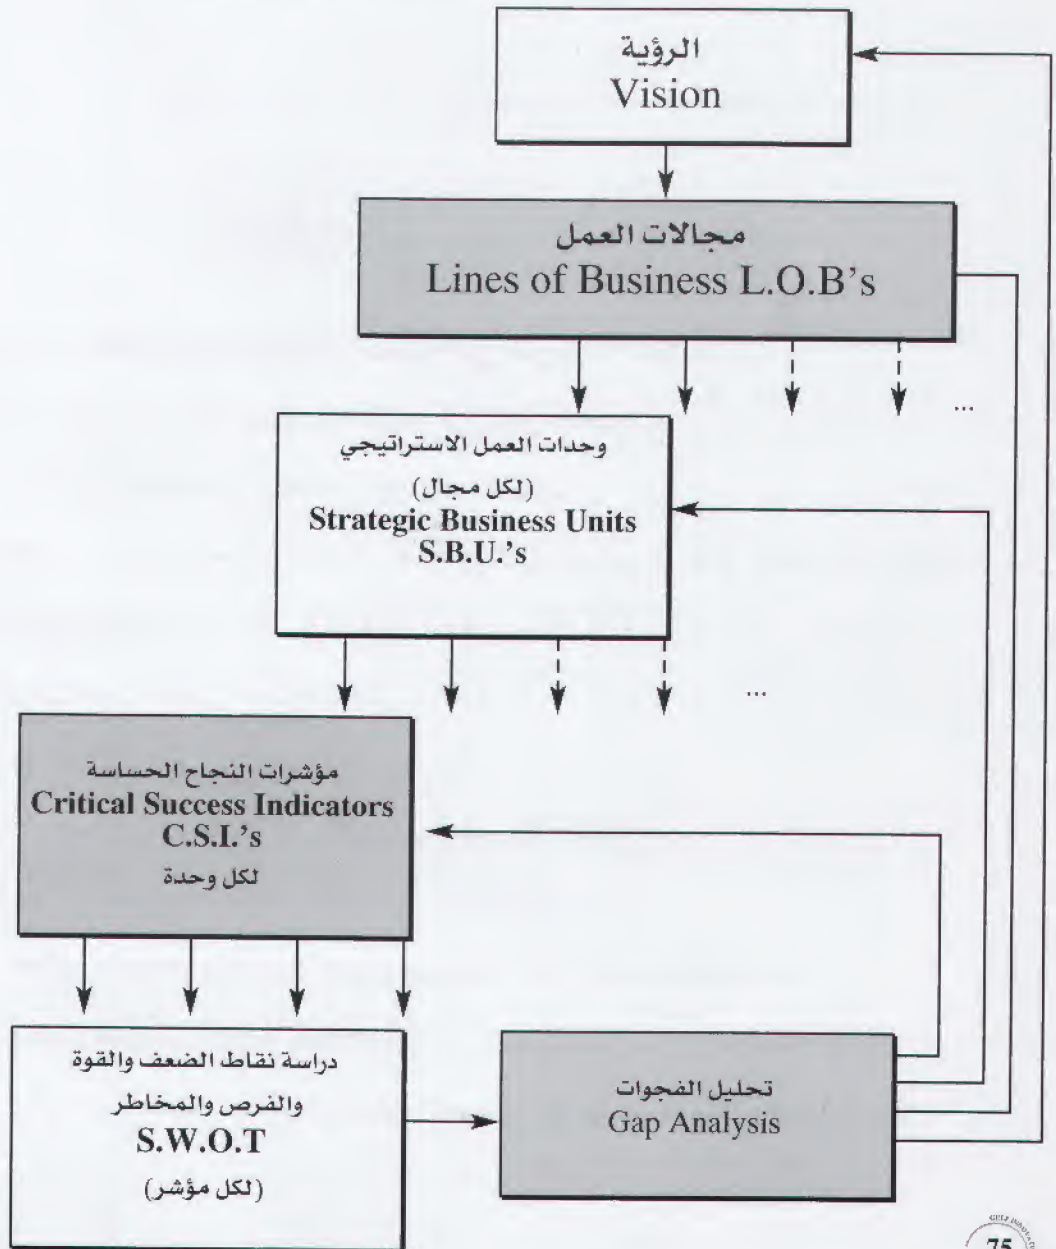 الرؤية
Vision
مجالات العمل
Lines of Business L.O.B's
...
وحدات العمل الاستراتيجي
(لكل مجال)
Strategic Business Units
S.B.U.'s
...
مؤشرات النجاح الحساسة
Critical Success Indicators
C.S.I.'s
لكل وحدة
دراسة نقاط الضعف والقوة
والفرص والمخاطر
S.W.O.T
(لكل مؤشر)
تحليل الفجوات
Gap Analysis
75